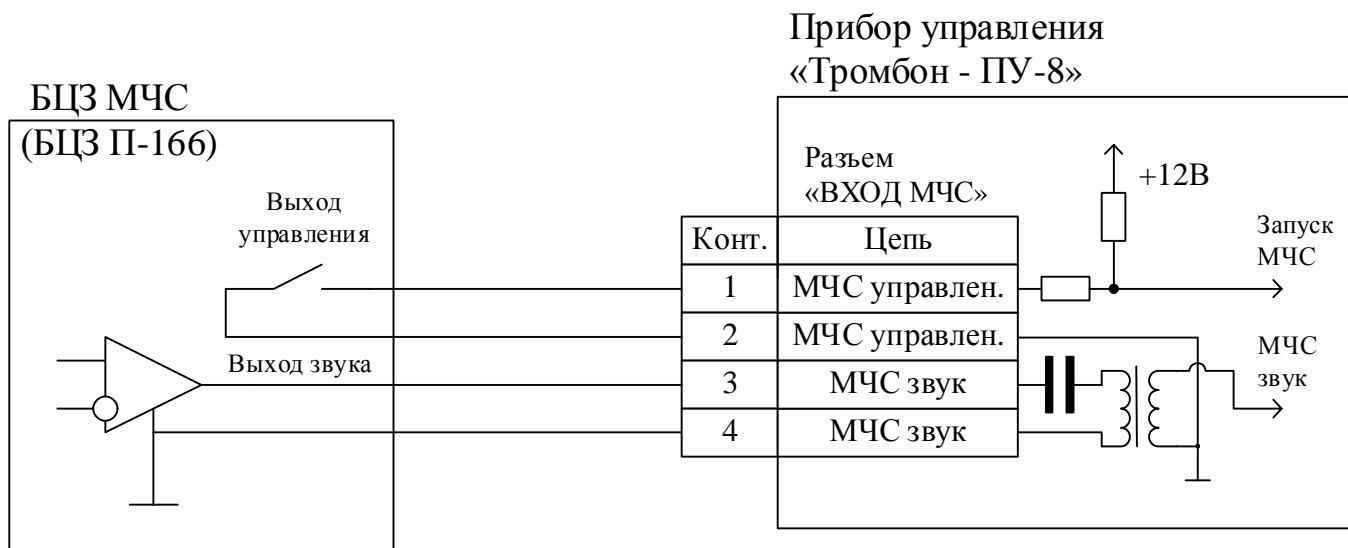 Прибор управления
«Тромбон - ПУ-8»
БЦЗ МЧС
(БЦЗ П-166)
Разъем
«ВХОД МЧС»
+12В
Выход
управления
Запуск
МЧС
Конт. Цепь
1 МЧС управлен.
2 МЧС управлен.
Выход звука
3 МЧС звук
4 МЧС звук
МЧС
звук